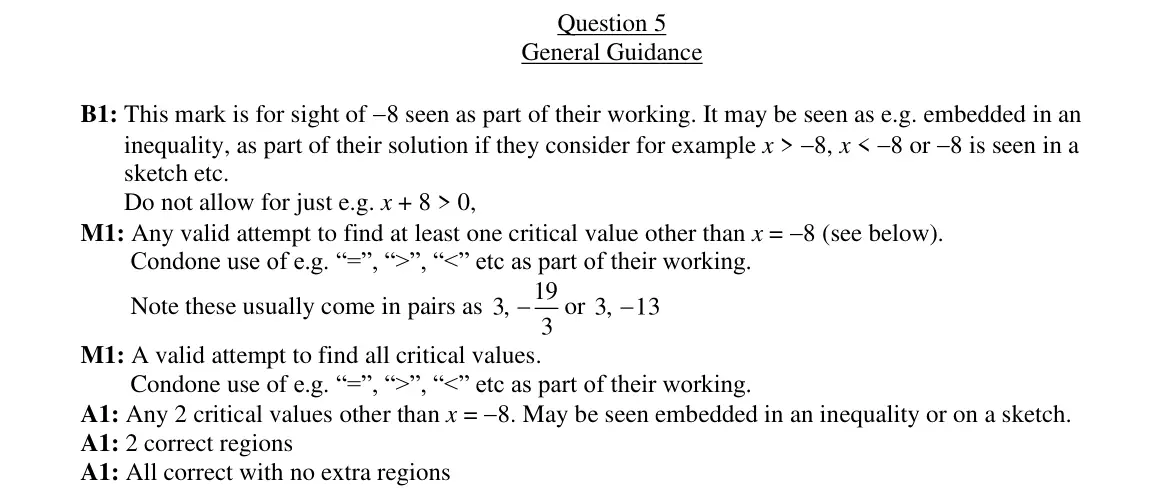 Question 5
General Guidance
B1: This mark is for sight of –8 seen as part of their working. It may be seen as e.g. embedded in an
inequality, as part of their solution if they consider for example x > –8, x < –8 or –8 is seen in a
sketch etc.
Do not allow for just e.g. x + 8 > 0,
M1: Any valid attempt to find at least one critical value other than x = –8 (see below).
Condone use of e.g. “=”, “>”, “<” etc as part of their working.
Note these usually come in pairs as 3, –19/3 or 3, –13
M1: A valid attempt to find all critical values.
Condone use of e.g. “=”, “>”, “<” etc as part of their working.
A1: Any 2 critical values other than x = –8. May be seen embedded in an inequality or on a sketch.
A1: 2 correct regions
A1: All correct with no extra regions